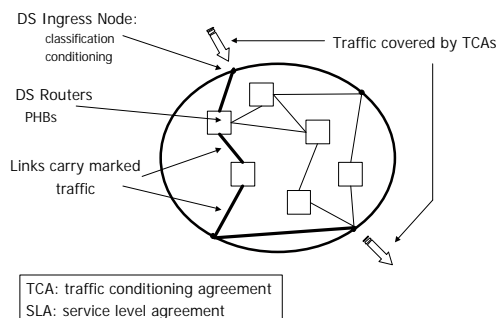 DS Ingress Node:
classification
conditioning
Traffic covered by TCAs
DS Routers
PHBs
Links carry marked
traffic
TCA: traffic conditioning agreement
SLA: service level agreement